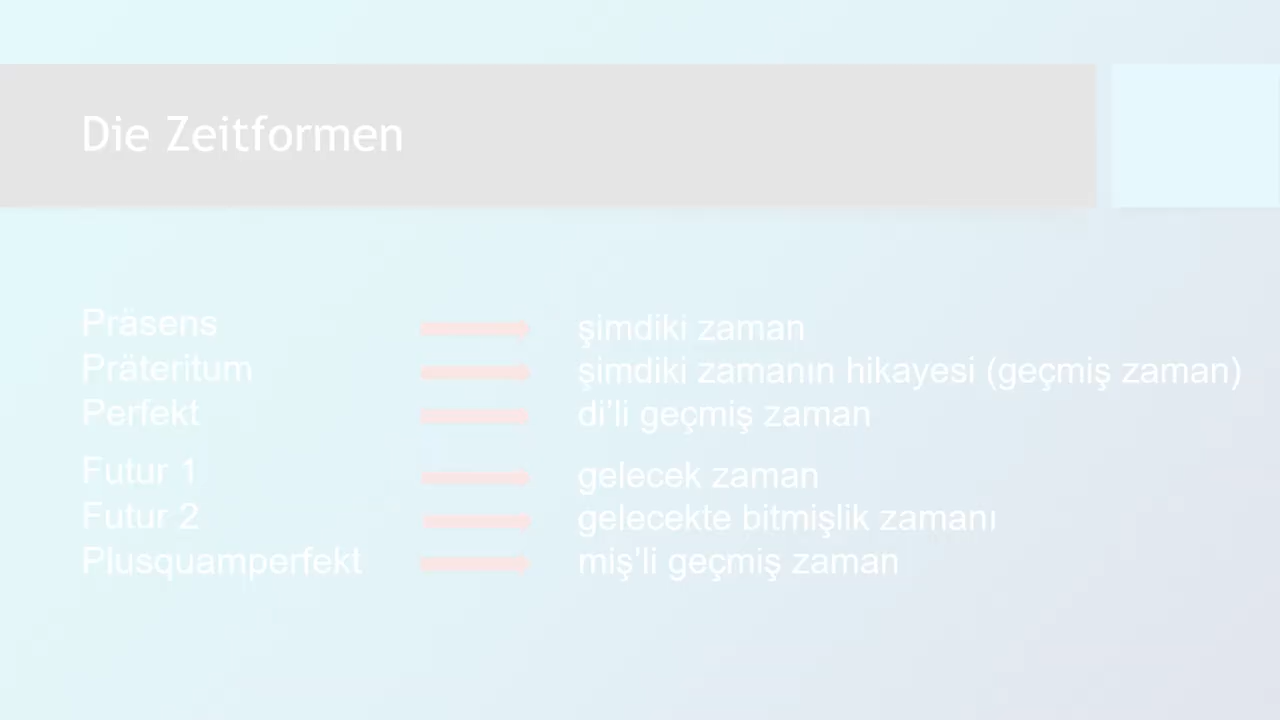 Die Zeitformen
Präsens şimdiki zaman
Präteritum şimdiki zamanın hikayesi (geçmiş zaman)
Perfekt di'li geçmiş zaman
Futur 1 gelecek zaman
Futur 2 gelecekte bitmişlik zamanı
Plusquamperfekt miş'li geçmiş zaman